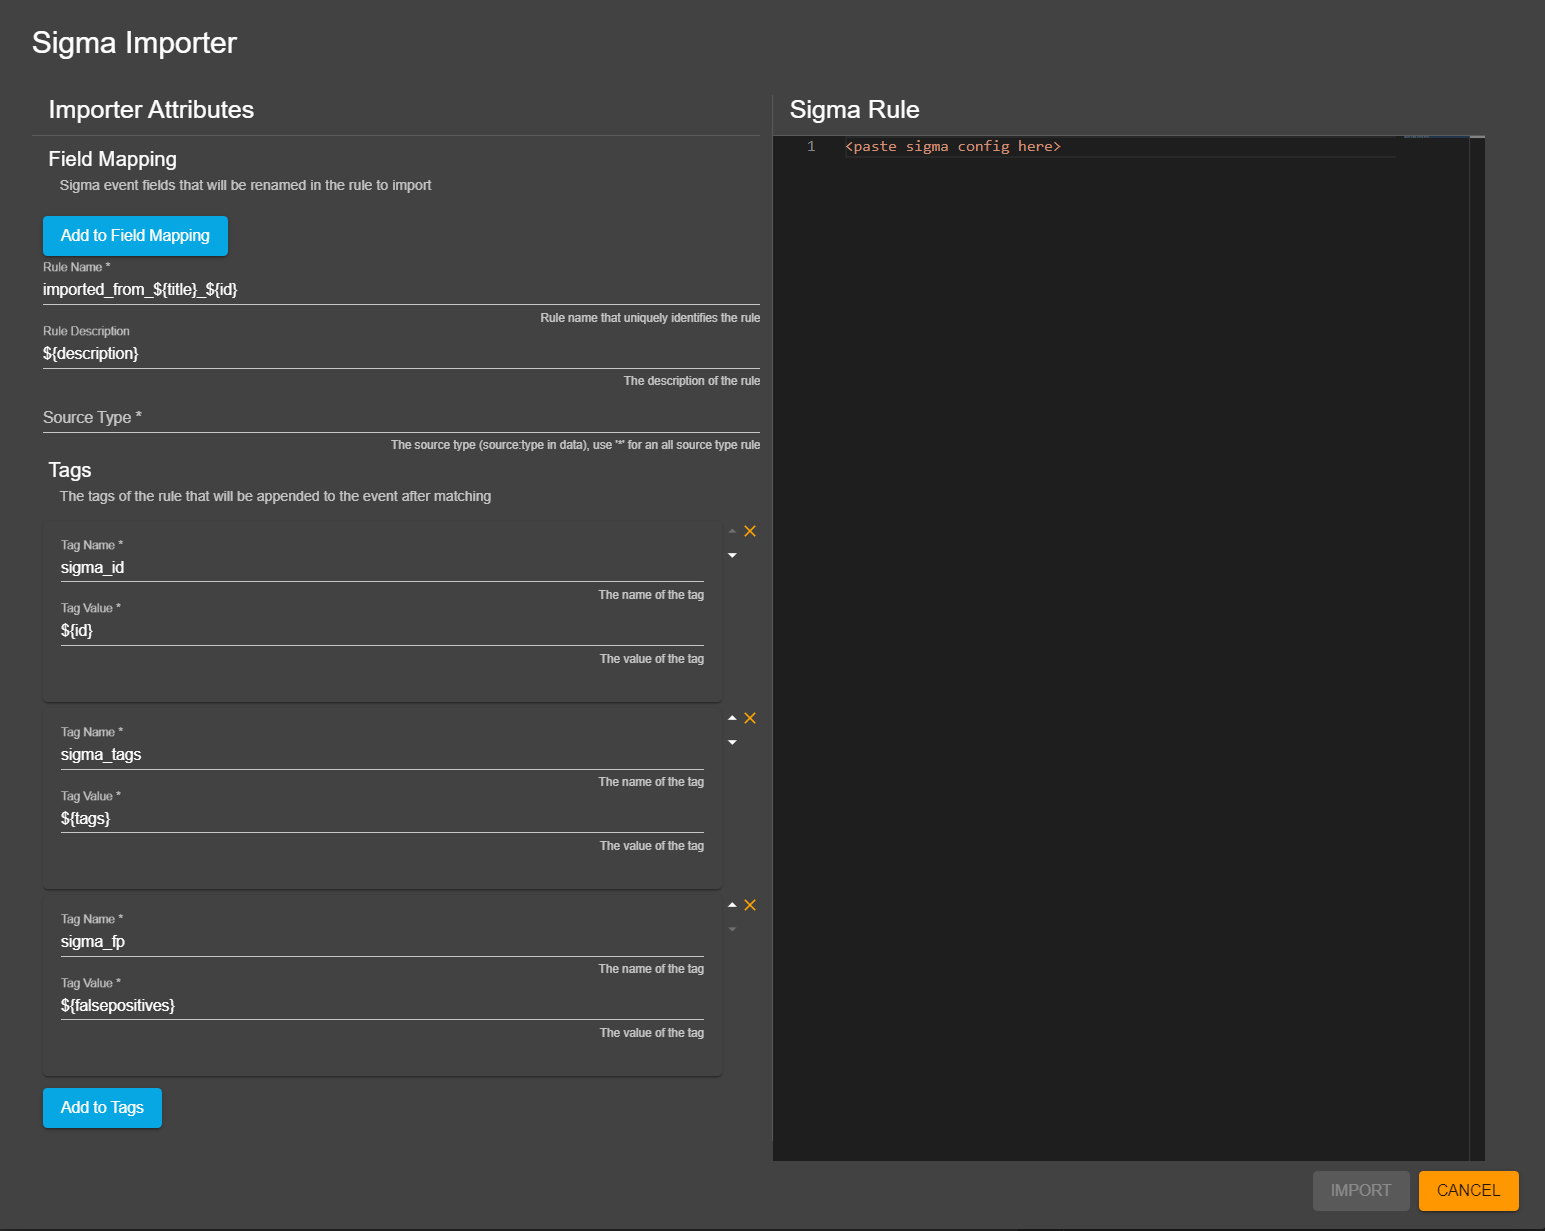 Sigma Importer
Importer Attributes
Field Mapping
Sigma event fields that will be renamed in the rule to import
Add to Field Mapping
Rule Name *
imported_from_${title}_${id}
Rule name that uniquely identifies the rule
Rule Description
${description}
The description of the rule
Source Type *
The source type (source:type in data), use '*' for an all source type rule
Tags
The tags of the rule that will be appended to the event after matching
Tag Name *
sigma_id
The name of the tag
Tag Value *
${id}
The value of the tag
Tag Name *
sigma_tags
The name of the tag
Tag Value *
${tags}
The value of the tag
Tag Name *
sigma_fp
The name of the tag
Tag Value *
${falsepositives}
The value of the tag
Add to Tags
Sigma Rule
1 <paste sigma config here>
IMPORT
CANCEL